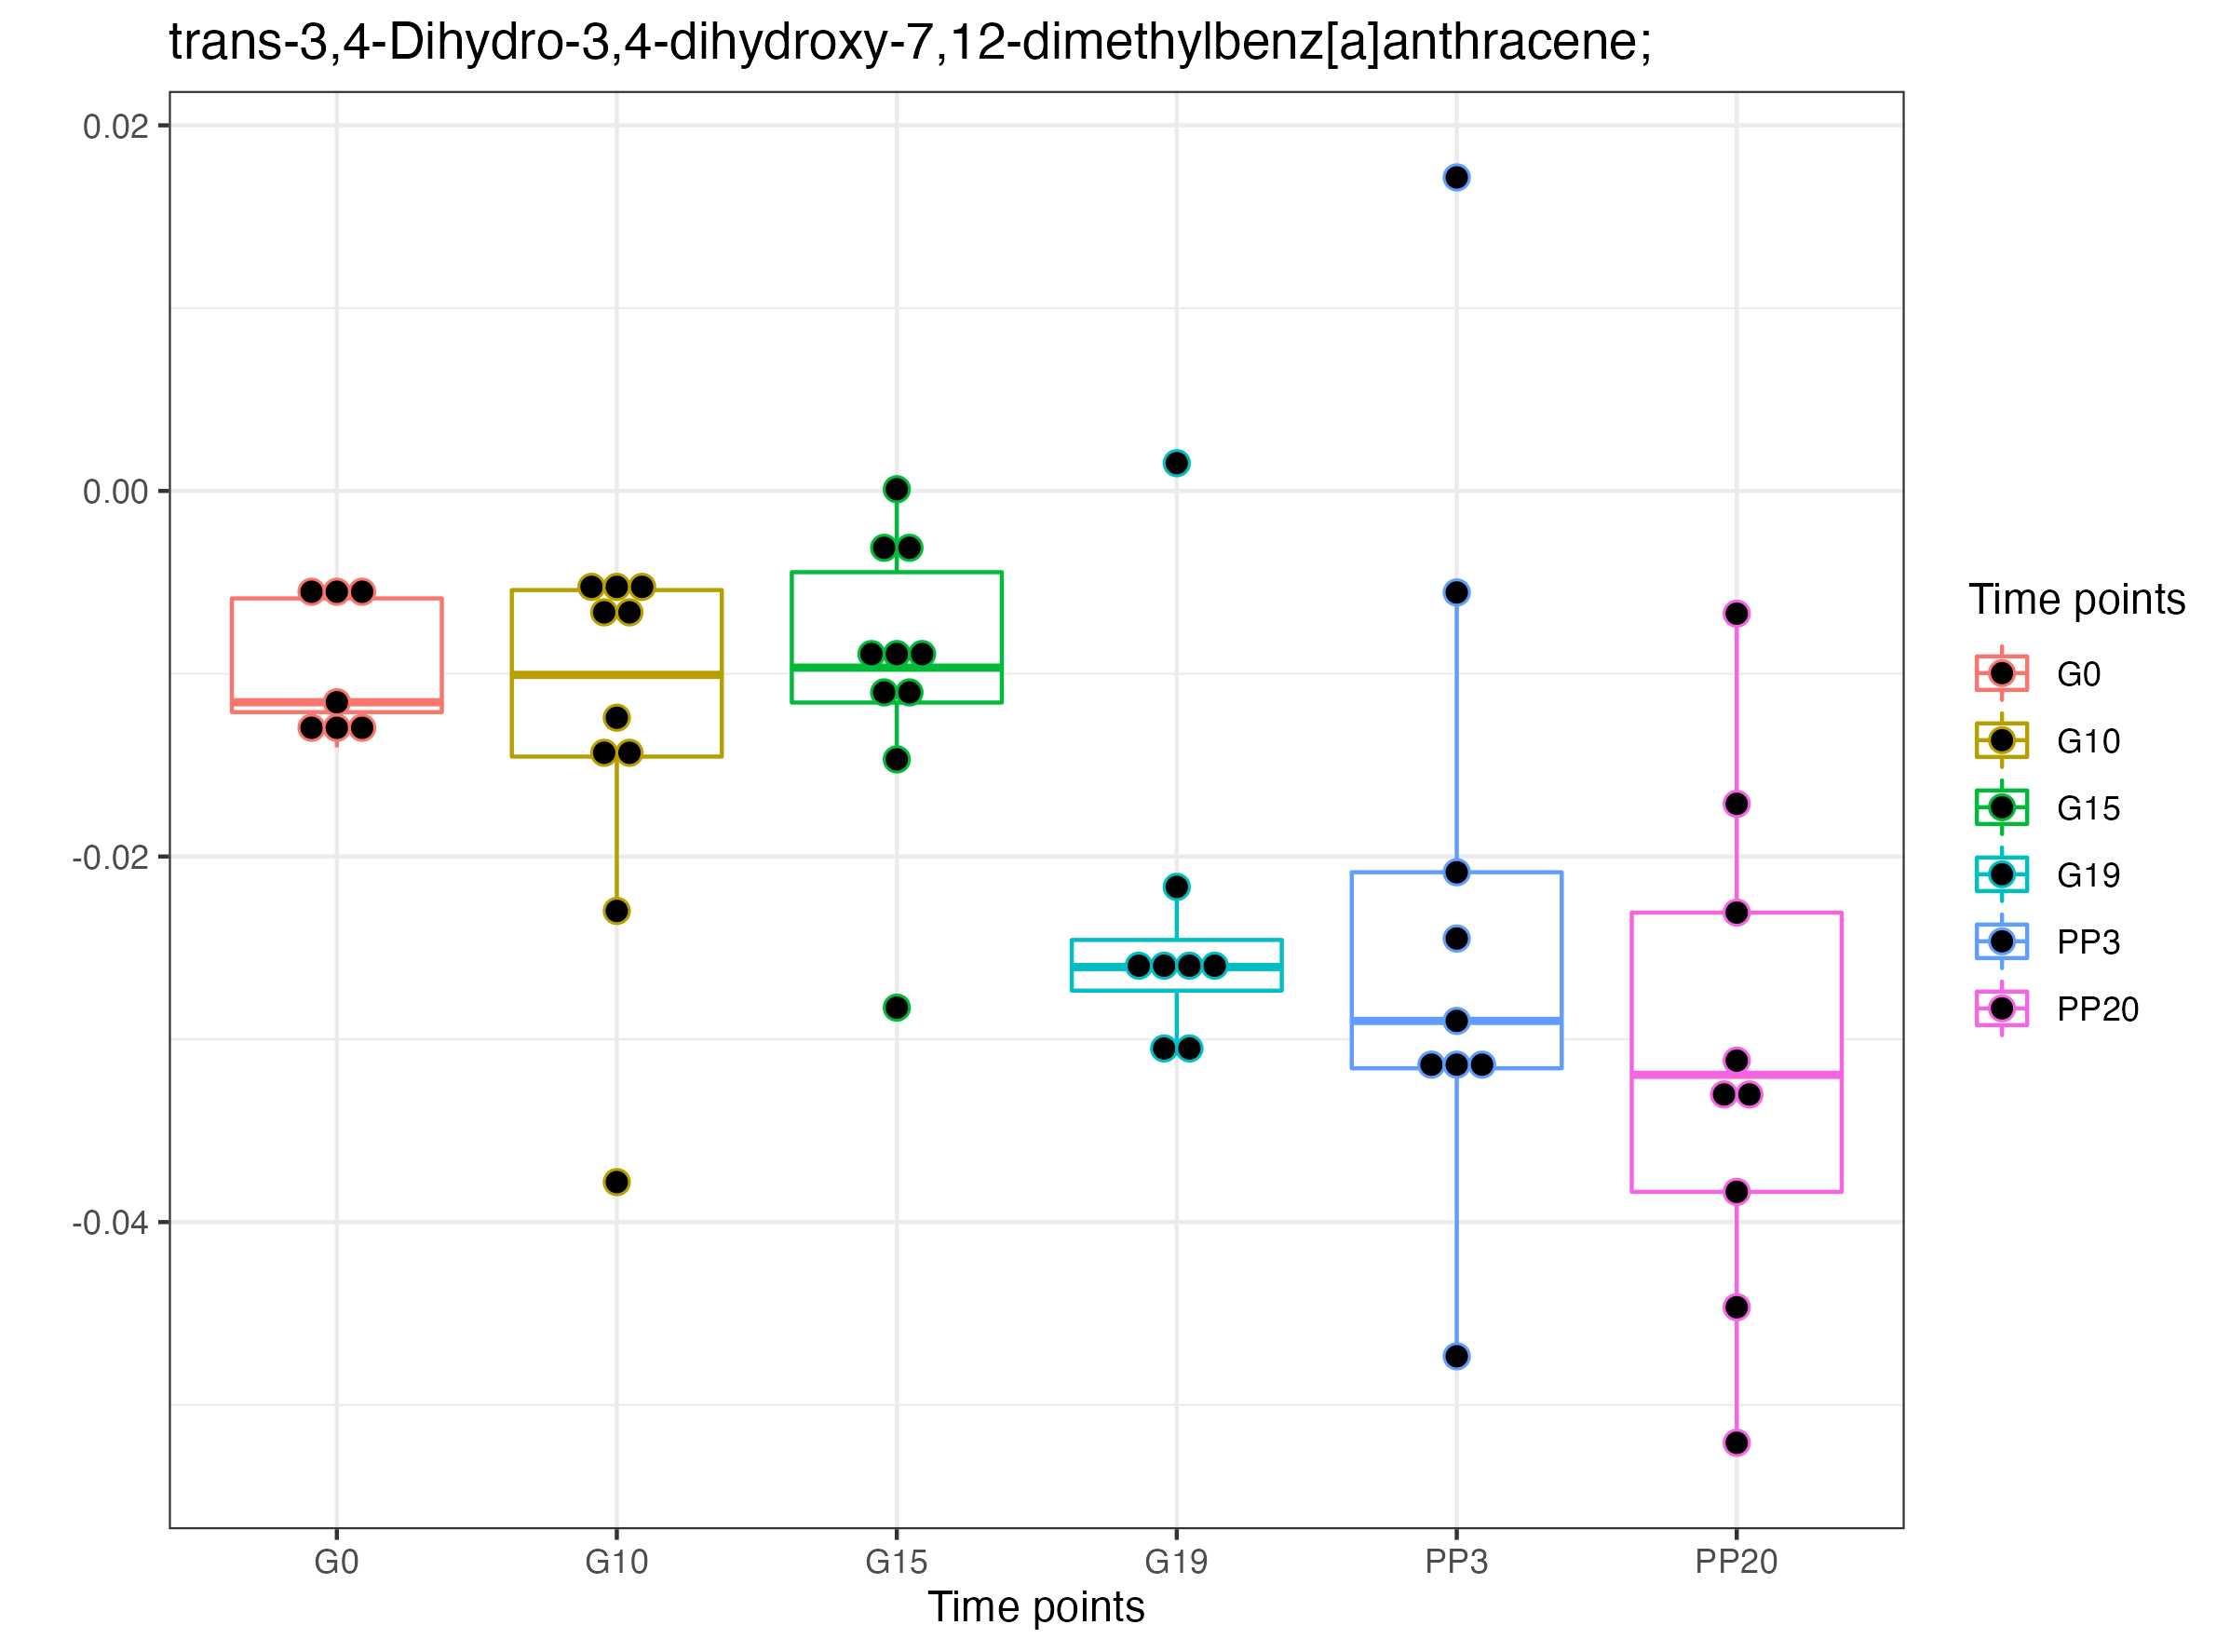 trans-3,4-Dihydro-3,4-dihydroxy-7,12-dimethylbenz[a]anthracene;
0.02
0.00
-0.02
-0.04
G0 G10 G15 G19 PP3 PP20
Time points
Time points
G0
G10
G15
G19
PP3
PP20